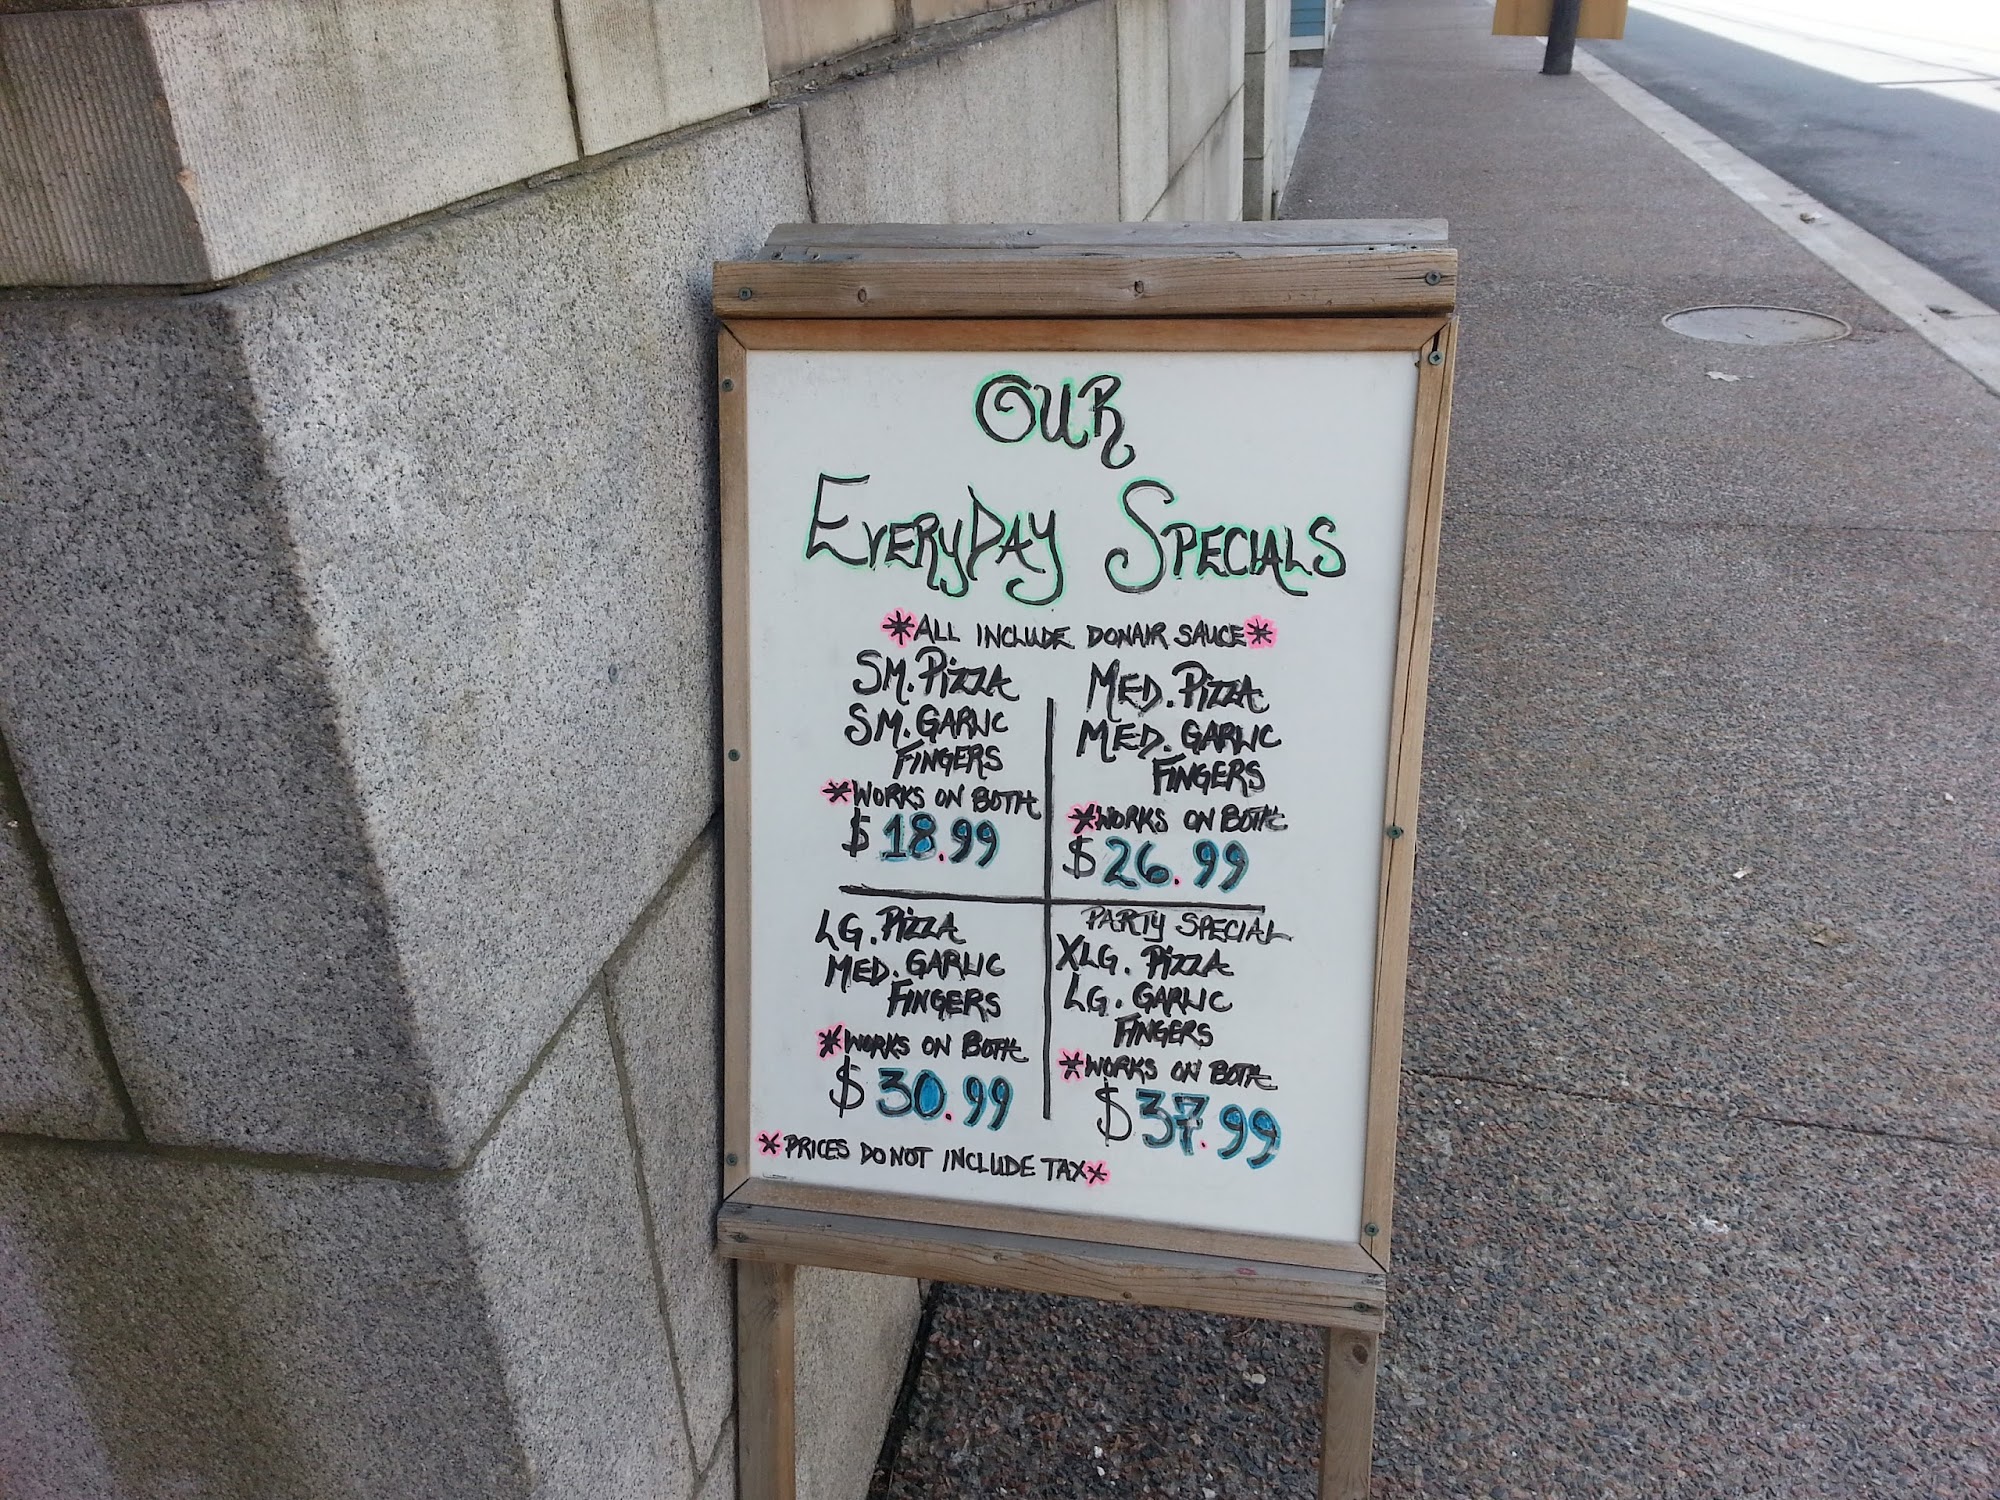 OUR
EVERYDAY SPECIALS
*ALL INCLUDE DONAIR SAUCE*
SM. PIZZA
SM. GARLIC
FINGERS
*WORKS ON BOTH
$18.99
MED. PIZZA
MED. GARLIC
FINGERS
*WORKS ON BOTH
$26.99
LG. PIZZA
MED. GARLIC
FINGERS
*WORKS ON BOTH
$30.99
PARTY SPECIAL
XLG. PIZZA
LG. GARLIC
FINGERS
*WORKS ON BOTH
$37.99
*PRICES DO NOT INCLUDE TAX*